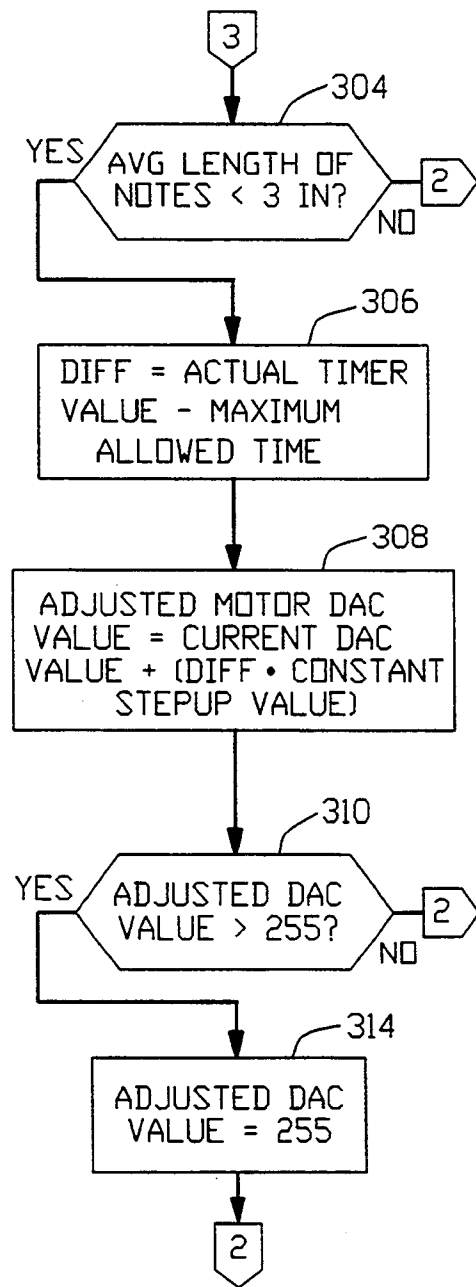 3
304
YES
AVG LENGTH OF
NOTES < 3 IN?
2
NO
306
DIFF = ACTUAL TIMER
VALUE - MAXIMUM
ALLOWED TIME
308
ADJUSTED MOTOR DAC
VALUE = CURRENT DAC
VALUE + (DIFF • CONSTANT
STEPUP VALUE)
310
YES
ADJUSTED DAC
VALUE > 255?
2
NO
314
ADJUSTED DAC
VALUE = 255
2